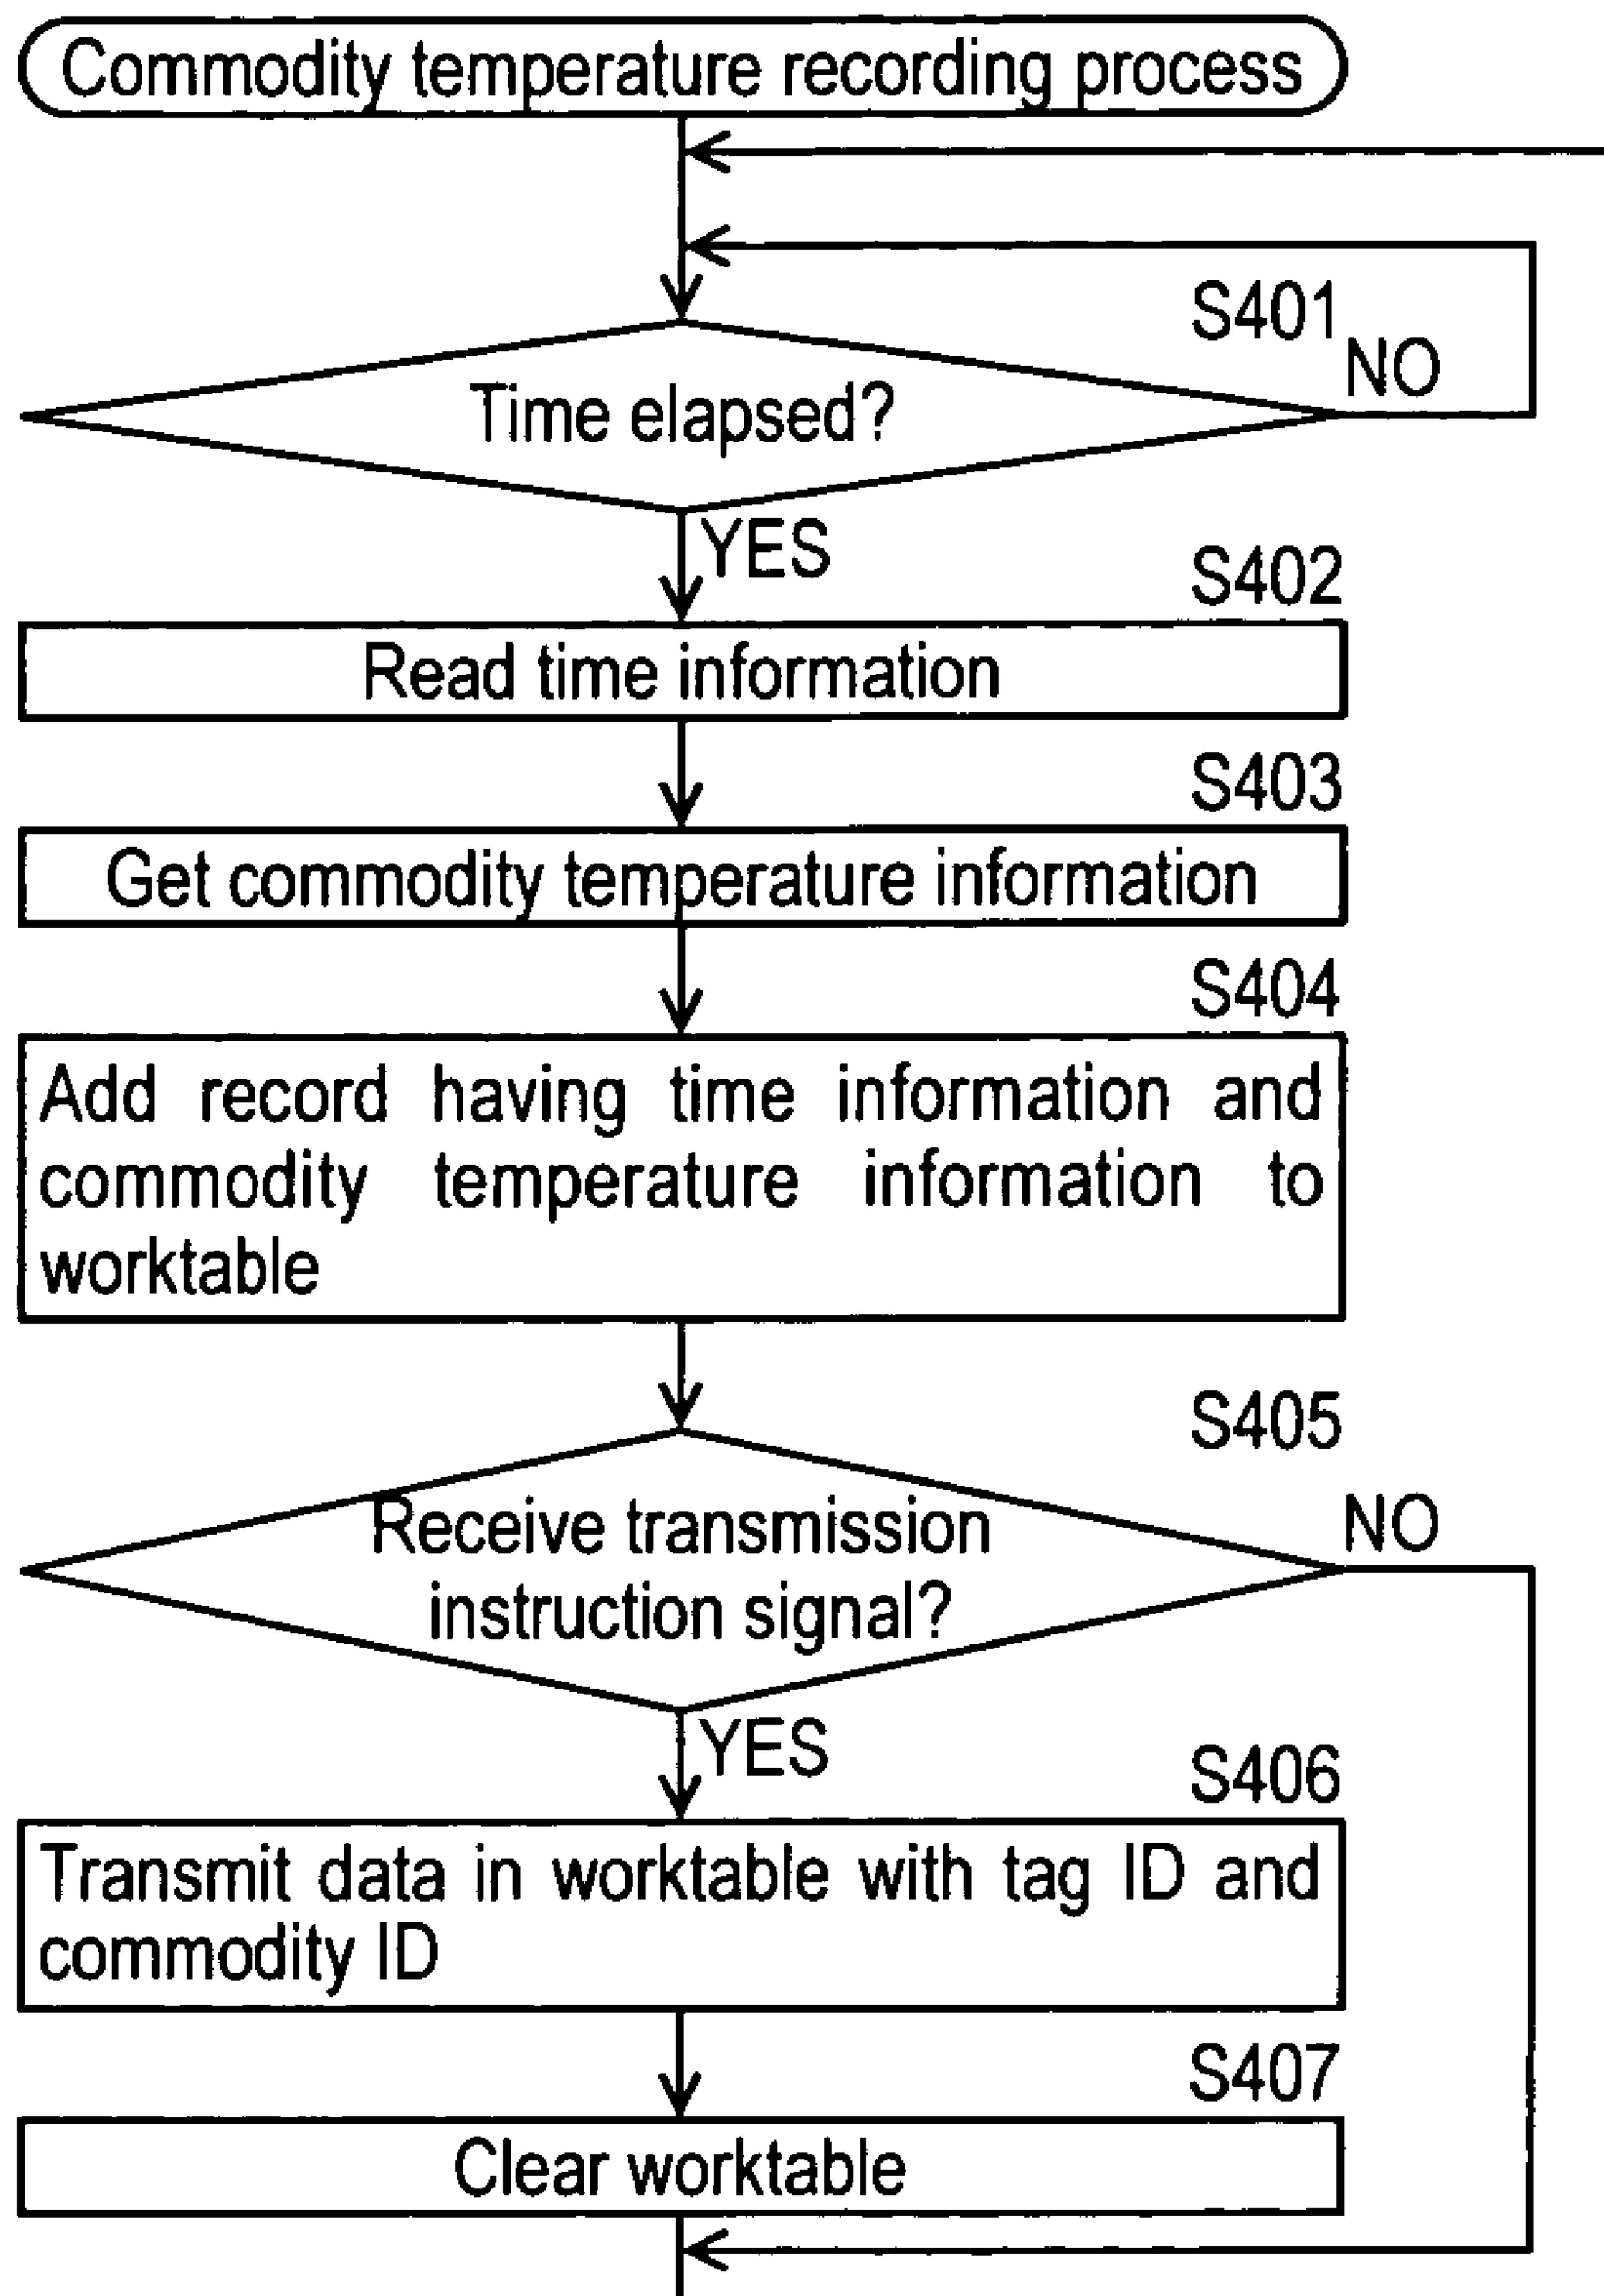 Commodity temperature recording process
S401
NO
Time elapsed?
YES
S402
Read time information
S403
Get commodity temperature information
S404
Add record having time information and
commodity temperature information to
worktable
S405
Receive transmission
NO
instruction signal?
YES
S406
Transmit data in worktable with tag ID and
commodity ID
S407
Clear worktable